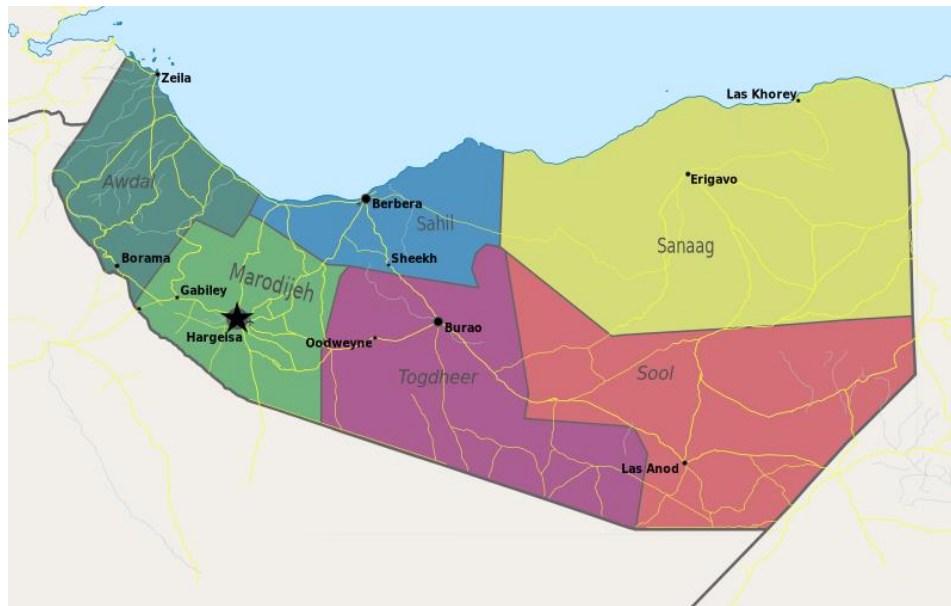 Zeila
Las Khorey
Awdal
Erigavo
Berbera
Sahil
Sanaag
Borama
Sheekh
Marodijeh
Gabiley
Hargeisa
Burao
Oodweyne
Togdheer
Sool
Las Anod